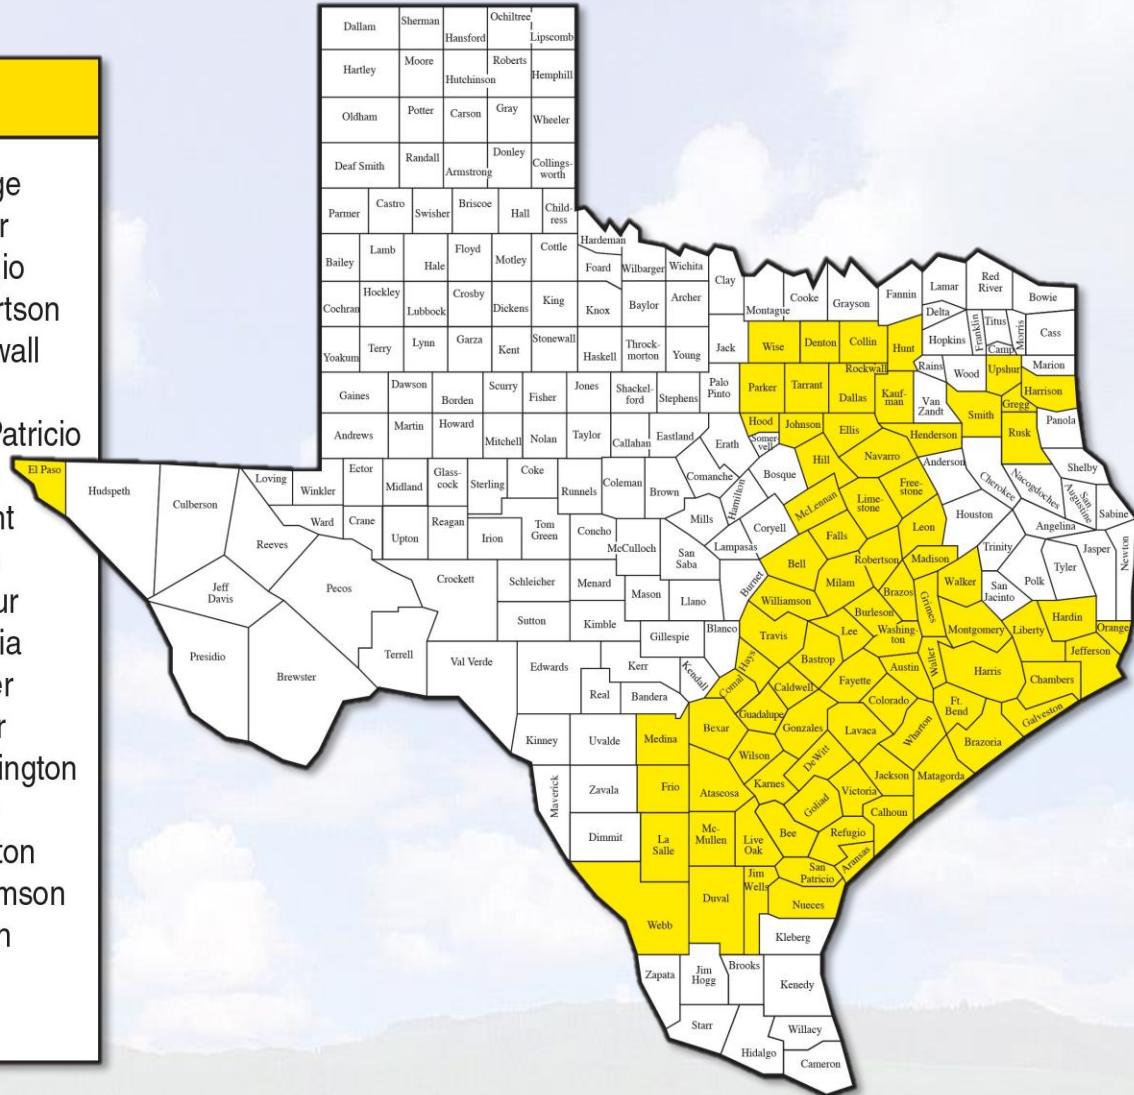 ge
r
io
rtson
wall
Patricio
nt
ur
ia
er
r
ington
ton
mson
n
Dallam
Sherman
Hansford
Ochiltree
Lipscomb
Hartley
Moore
Hutchinson
Roberts
Hemphill
Oldham
Potter
Carson
Gray
Wheeler
Deaf Smith
Randall
Armstrong
Donley
Collings-
worth
Parmer
Castro
Swisher
Briscoe
Hall
Child-
ress
Bailey
Lamb
Hale
Floyd
Motley
Cottle
Hardeman
Foard
Wilbarger
Wichita
Clay
Montague
Cooke
Grayson
Fannin
Lamar
Red
River
Bowie
Cochran
Hockley
Lubbock
Crosby
Dickens
King
Knox
Baylor
Archer
Delta
Hopkins
Franklin
Titus
Camp
Morris
Cass
Yoakum
Terry
Lynn
Garza
Kent
Stonewall
Haskell
Throck-
morton
Young
Jack
Wise
Denton
Collin
Hunt
Rockwall
Rains
Wood
Upshur
Marion
Harrison
Gregg
Gaines
Dawson
Borden
Scurry
Fisher
Jones
Shackel-
ford
Stephens
Palo
Pinto
Parker
Tarrant
Dallas
Kauf-
man
Van
Zandt
Smith
Rusk
Panola
Andrews
Martin
Howard
Mitchell
Nolan
Taylor
Callahan
Eastland
Erath
Hood
Somer
vell
Johnson
Ellis
Henderson
El Paso
Hudspeth
Culberson
Loving
Winkler
Ector
Midland
Glass-
cock
Sterling
Coke
Runnels
Coleman
Brown
Comanche
Hamilton
Bosque
Hill
Navarro
Anderson
Cherokee
Nacogdoches
Shelby
San
Augustine
Sabine
Reeves
Ward
Crane
Upton
Reagan
Irion
Tom
Green
Concho
McCulloch
Mills
San
Saba
Lampasas
Coryell
McLennan
Lime-
stone
Free-
stone
Falls
Leon
Houston
Angelina
Trinity
Polk
Tyler
Jasper
Newton
Jeff
Davis
Pecos
Crockett
Schleicher
Menard
Mason
Llano
Burnet
Bell
Milam
Robertson
Madison
Brazos
Grimes
Walker
San
Jacinto
Presidio
Brewster
Terrell
Val Verde
Sutton
Kimble
Gillespie
Blanco
Williamson
Travis
Lee
Burleson
Washing-
ton
Montgomery
Liberty
Hardin
Orange
Jefferson
Edwards
Kerr
Real
Bandera
Kendall
Comal
Hays
Caldwell
Bastrop
Fayette
Austin
Waller
Harris
Chambers
Kinney
Uvalde
Medina
Bexar
Guadalupe
Gonzales
Lavaca
Colorado
Wharton
Ft.
Bend
Galveston
Brazoria
Maverick
Zavala
Frio
Atascosa
Wilson
Karnes
DeWitt
Victoria
Jackson
Matagorda
Dimmit
La
Salle
Mc-
Mullen
Live
Oak
Bee
Goliad
Refugio
Calhoun
Aransas
San
Patricio
Webb
Duval
Jim
Wells
Nueces
Kleberg
Zapata
Jim
Hogg
Brooks
Kenedy
Starr
Hidalgo
Willacy
Cameron